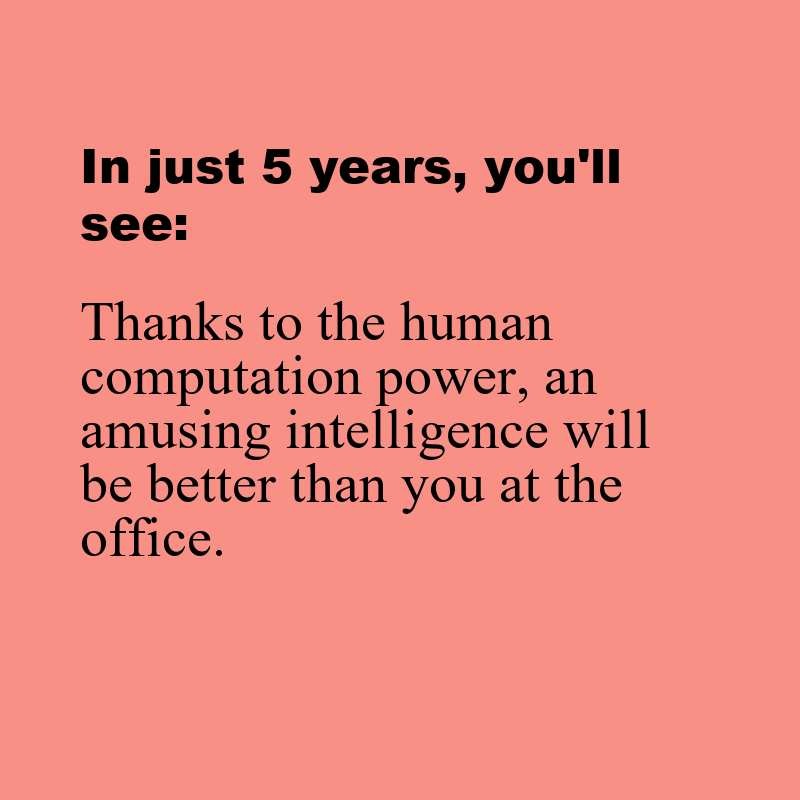 In just 5 years, you'll
see:
Thanks to the human
computation power, an
amusing intelligence will
be better than you at the
office.